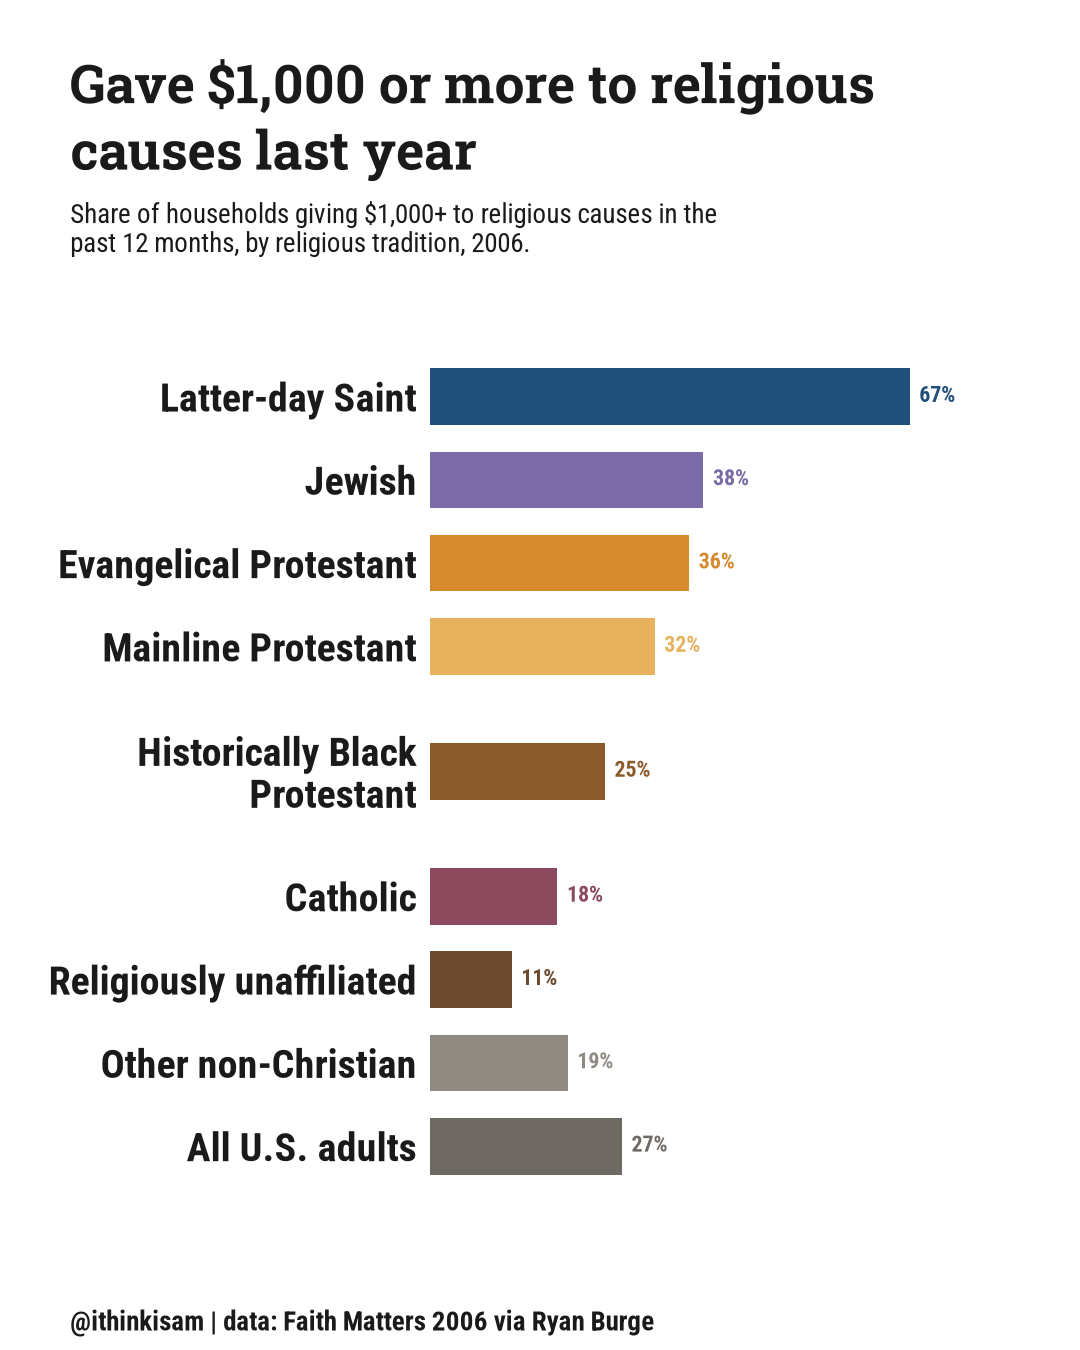 Gave $1,000 or more to religious
causes last year
Share of households giving $1,000+ to religious causes in the
past 12 months, by religious tradition, 2006.
Latter-day Saint 67%
Jewish 38%
Evangelical Protestant 36%
Mainline Protestant 32%
Historically Black
Protestant 25%
Catholic 18%
Religiously unaffiliated 11%
Other non-Christian 19%
All U.S. adults 27%
@ithinkisam | data: Faith Matters 2006 via Ryan Burge